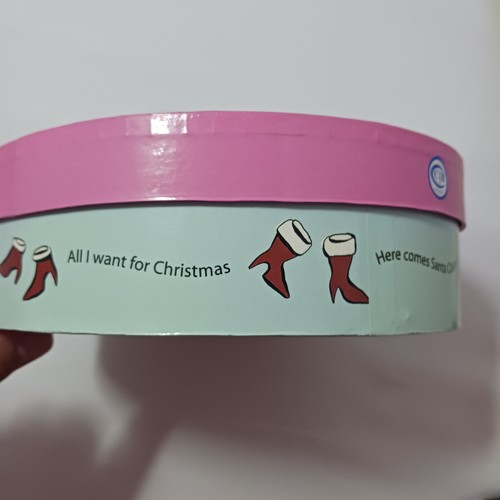 All I want for Christmas
Here comes Santa